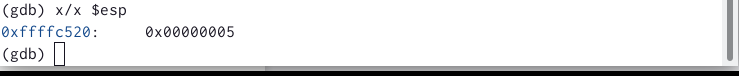 (gdb) x/x $esp
0xffffc520:     0x00000005
(gdb)